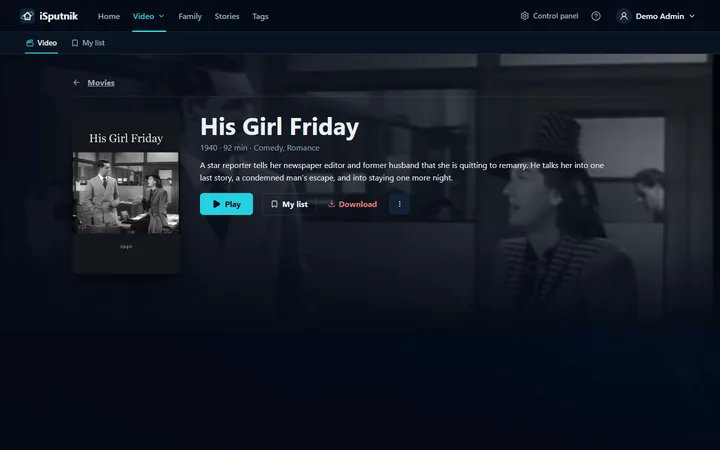 iSputnik
Home
Video
Family
Stories
Tags
Control panel
Demo Admin
Video
My list
Movies
His Girl Friday
1940
His Girl Friday
1940 · 92 min · Comedy, Romance
A star reporter tells her newspaper editor and former husband that she is quitting to remarry. He talks her into one
last story, a condemned man's escape, and into staying one more night.
Play
My list
Download